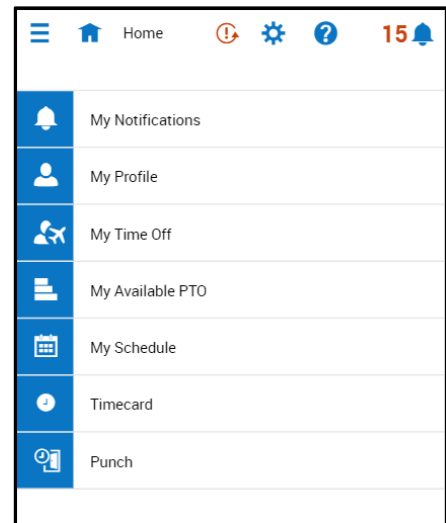 Home
15
My Notifications
My Profile
My Time Off
My Available PTO
My Schedule
Timecard
Punch